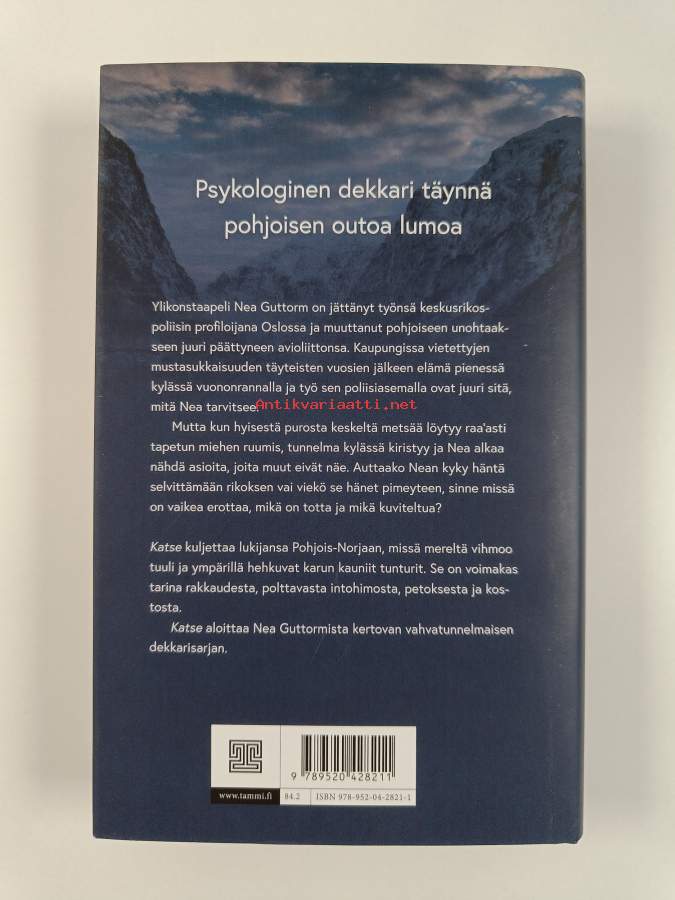 Psykologinen dekkari täynnä
pohjoisen outoa lumoa
Ylikonstaapeli Nea Guttorm on jättänyt työnsä keskusrikos-
poliisin profiloijana Oslossa ja muuttanut pohjoiseen unohtaak-
seen juuri päättyneen avioliittonsa. Kaupungissa vietettyjen
mustasukkaisuuden täyteisten vuosien jälkeen elämä pienessä
kylässä vuononrannalla ja työ sen poliisiasemalla ovat juuri sitä,
mitä Nea tarvitsee.
Antikvariaatti.net
Mutta kun hyisestä purosta keskeltä metsää löytyy raa'asti
tapetun miehen ruumis, tunnelma kylässä kiristyy ja Nea alkaa
nähdä asioita, joita muut eivät näe. Auttaako Nean kyky häntä
selvittämään rikoksen vai viekö se hänet pimeyteen, sinne missä
on vaikea erottaa, mikä on totta ja mikä kuviteltua?
Katse kuljettaa lukijansa Pohjois-Norjaan, missä mereltä vihmoo
tuuli ja ympärillä hehkuvat karun kauniit tunturit. Se on voimakas
tarina rakkaudesta, polttavasta intohimosta, petoksesta ja kos-
tosta.
Katse aloittaa Nea Guttormista kertovan vahvatunnelmaisen
dekkarisarjan.
9 789520 428211
www.tammi.fi 84.2 ISBN 978-952-04-2821-1